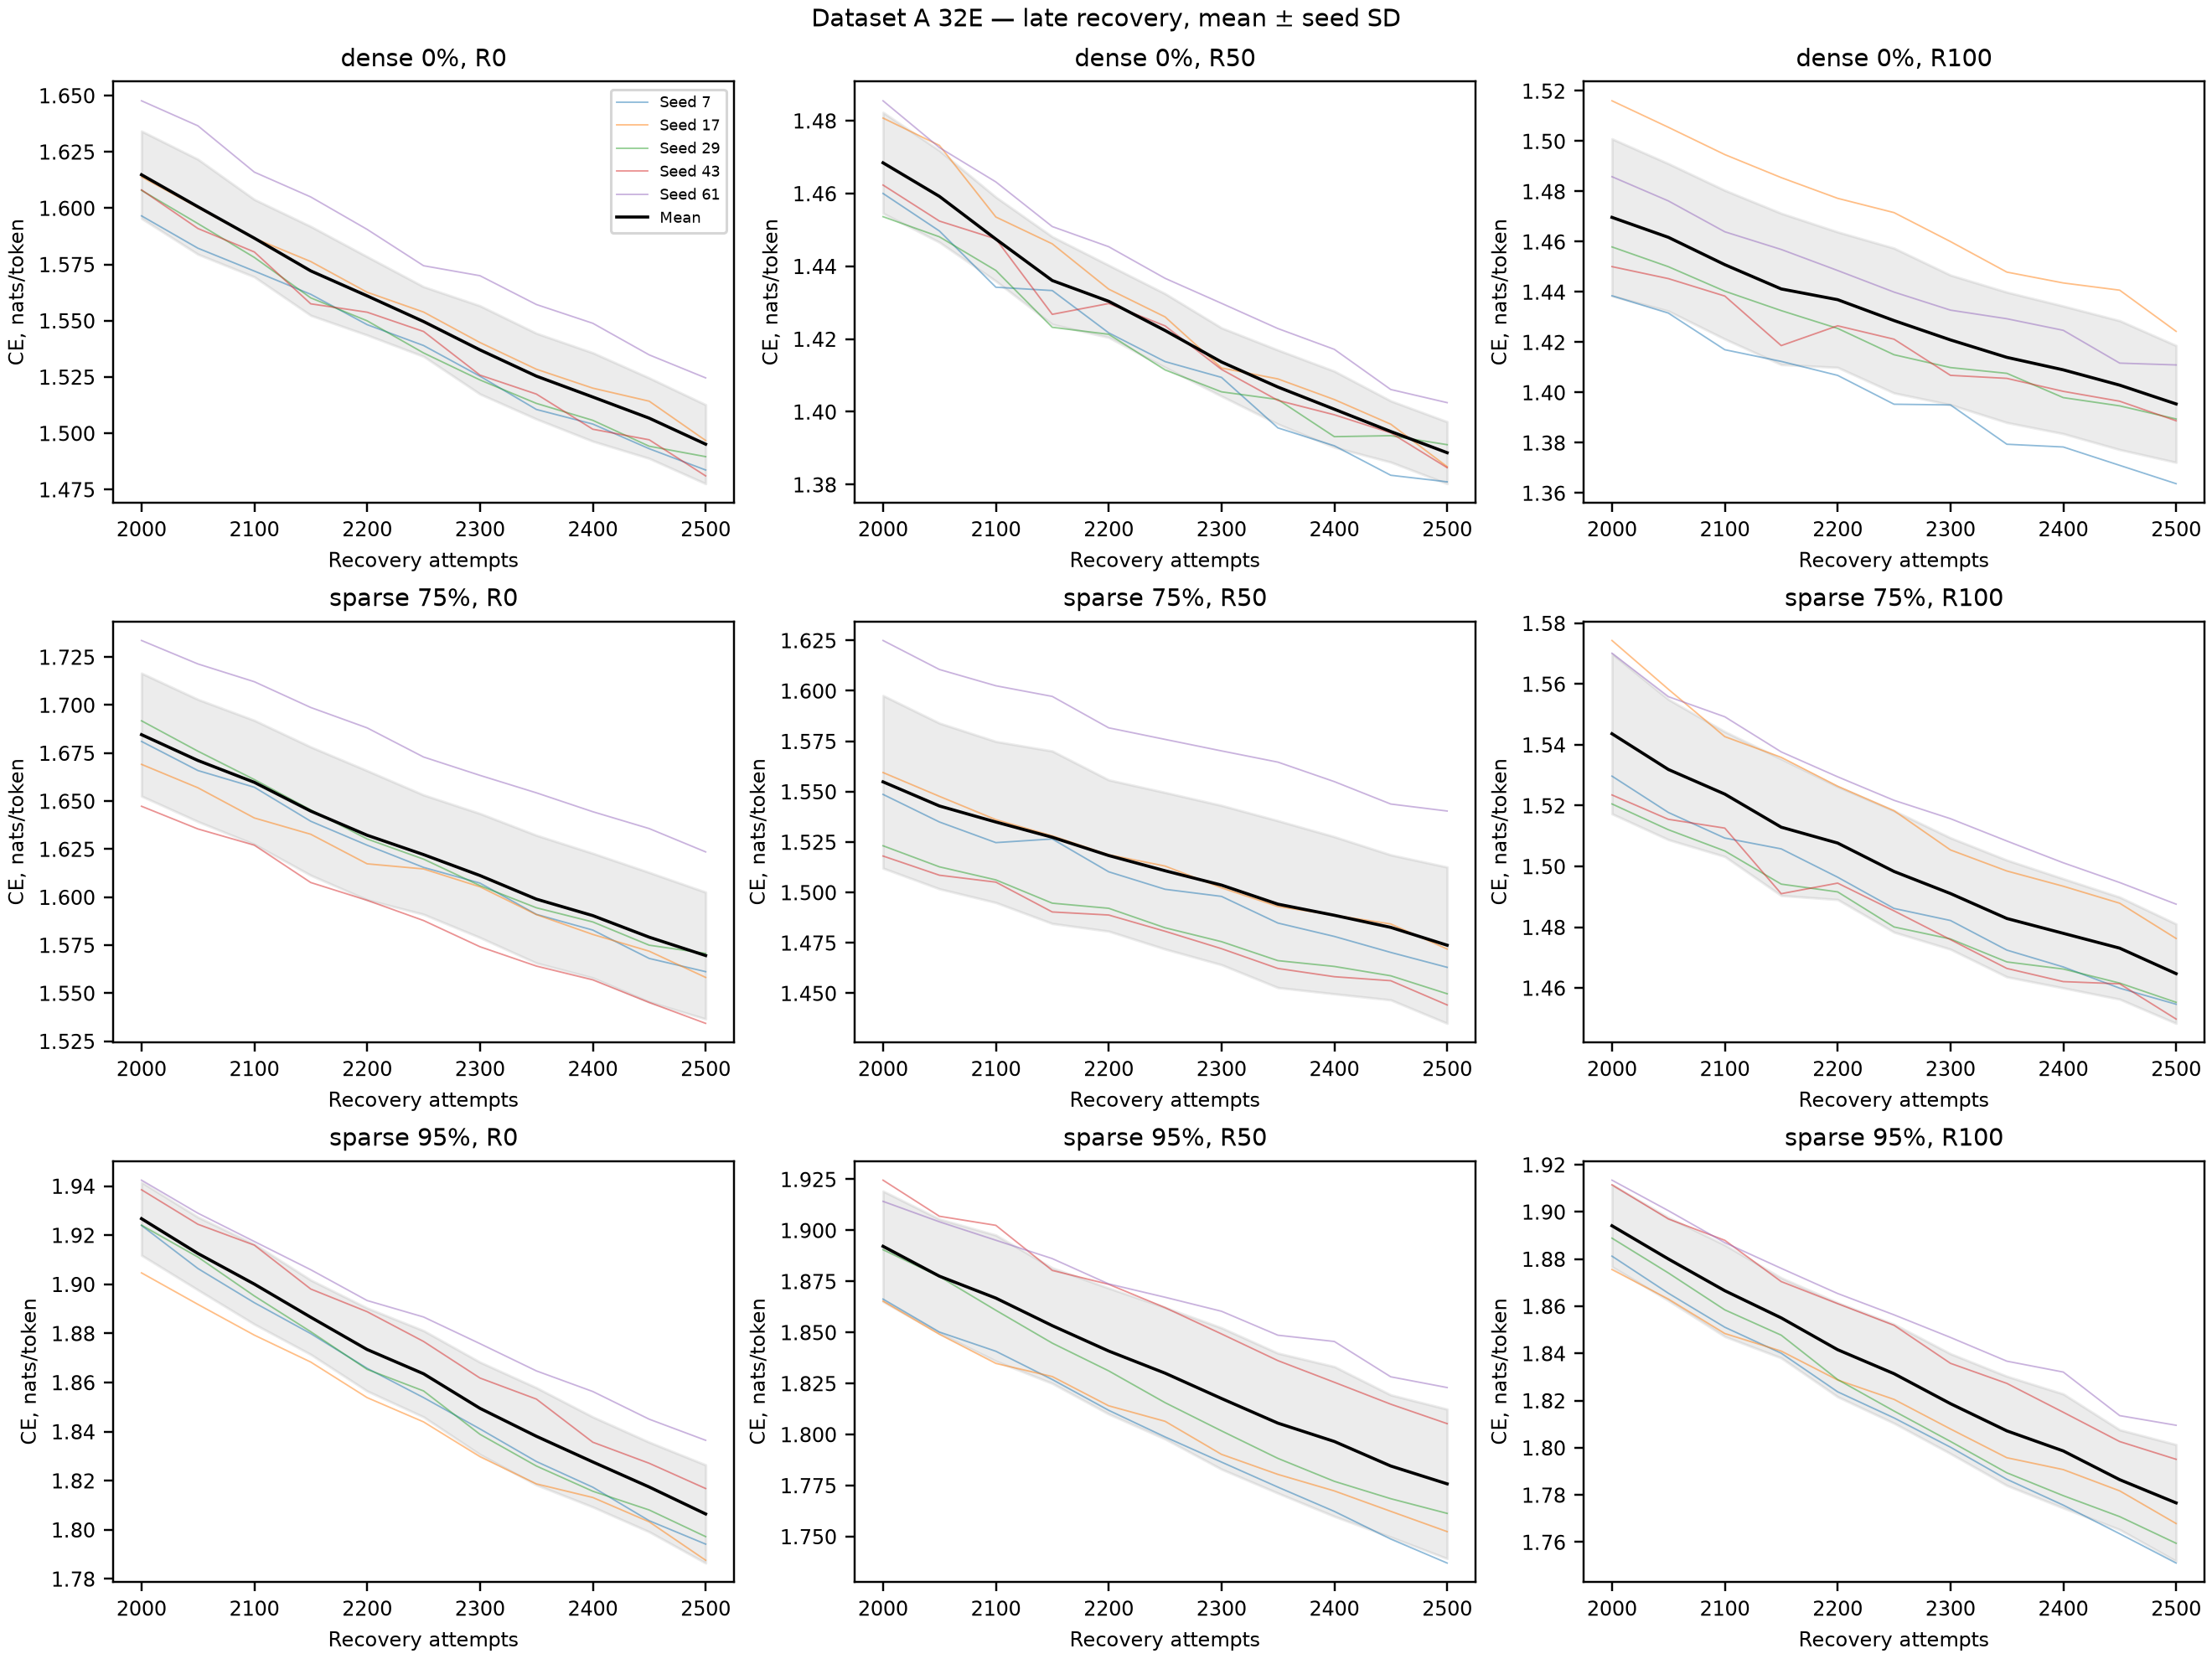 Dataset A 32E — late recovery, mean ± seed SD
dense 0%, R0
1.650
1.625
1.600
1.575
1.550
1.525
1.500
1.475
CE, nats/token
Seed 7
Seed 17
Seed 29
Seed 43
Seed 61
Mean
2000 2100 2200 2300 2400 2500
Recovery attempts
dense 0%, R50
1.48
1.46
1.44
1.42
1.40
1.38
CE, nats/token
2000 2100 2200 2300 2400 2500
Recovery attempts
dense 0%, R100
1.52
1.50
1.48
1.46
1.44
1.42
1.40
1.38
1.36
CE, nats/token
2000 2100 2200 2300 2400 2500
Recovery attempts
sparse 75%, R0
1.725
1.700
1.675
1.650
1.625
1.600
1.575
1.550
1.525
CE, nats/token
2000 2100 2200 2300 2400 2500
Recovery attempts
sparse 75%, R50
1.625
1.600
1.575
1.550
1.525
1.500
1.475
1.450
CE, nats/token
2000 2100 2200 2300 2400 2500
Recovery attempts
sparse 75%, R100
1.58
1.56
1.54
1.52
1.50
1.48
1.46
CE, nats/token
2000 2100 2200 2300 2400 2500
Recovery attempts
sparse 95%, R0
1.94
1.92
1.90
1.88
1.86
1.84
1.82
1.80
1.78
CE, nats/token
2000 2100 2200 2300 2400 2500
Recovery attempts
sparse 95%, R50
1.925
1.900
1.875
1.850
1.825
1.800
1.775
1.750
CE, nats/token
2000 2100 2200 2300 2400 2500
Recovery attempts
sparse 95%, R100
1.92
1.90
1.88
1.86
1.84
1.82
1.80
1.78
1.76
CE, nats/token
2000 2100 2200 2300 2400 2500
Recovery attempts